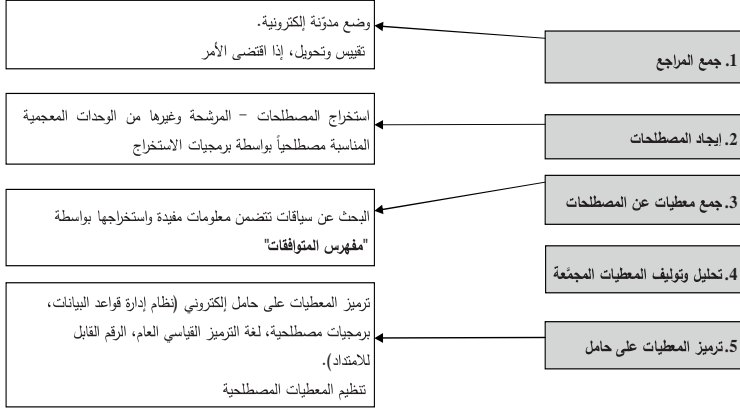 1. جمع المراجع
وضع مدوّنة إلكترونية.
تقييس وتحويل، إذا اقتضى الأمر
2. إيجاد المصطلحات
استخراج المصطلحات – المرشحة وغيرها من الوحدات المعجمية
المناسبة مصطلحياً بواسطة برمجيات الاستخراج
3. جمع معطيات عن المصطلحات
البحث عن سياقات تتضمن معلومات مفيدة واستخراجها بواسطة
"مفهرس المتوافقات"
4. تحليل وتوليف المعطيات المجمَّعة
5. ترميز المعطيات على حامل
ترميز المعطيات على حامل إلكتروني (نظام إدارة قواعد البيانات،
برمجيات مصطلحية، لغة الترميز القياسي العام، الرقم القابل
للامتداد).
تنظيم المعطيات المصطلحية